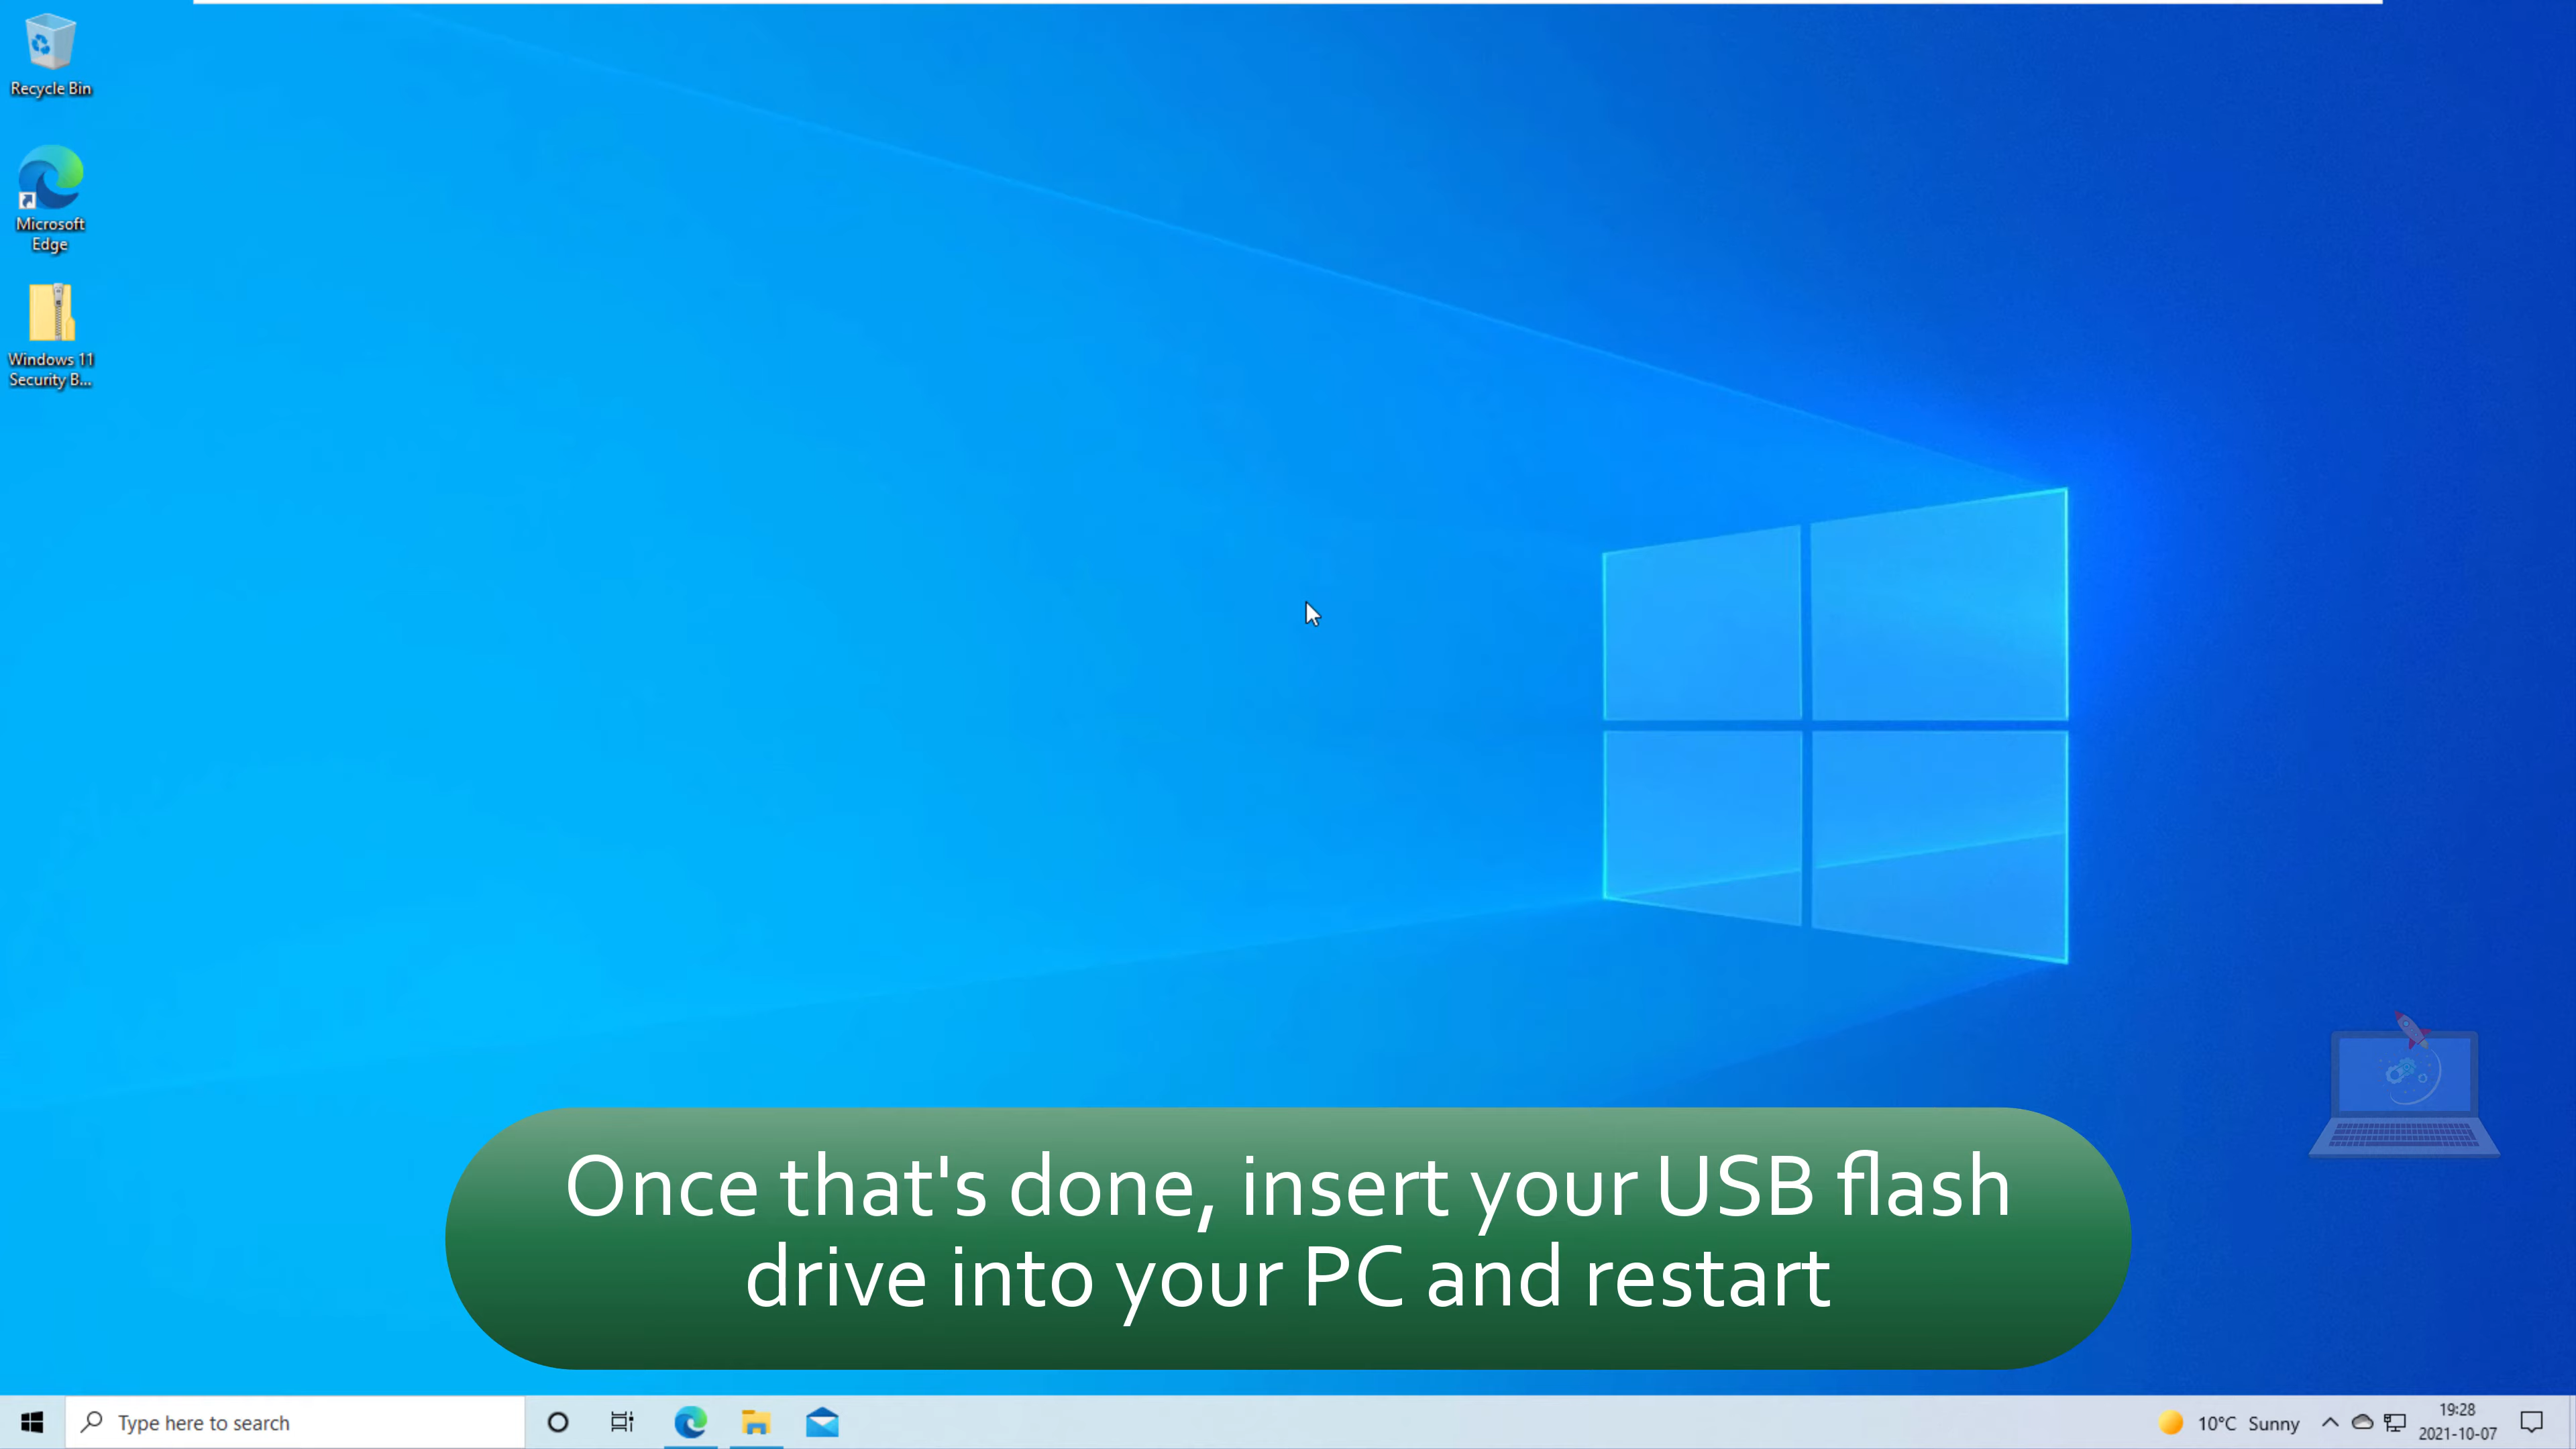 Recycle Bin
Microsoft
Edge
Windows 11
Security B...
Once that's done, insert your USB flash
drive into your PC and restart
Type here to search
10°C Sunny
19:28
2021-10-07